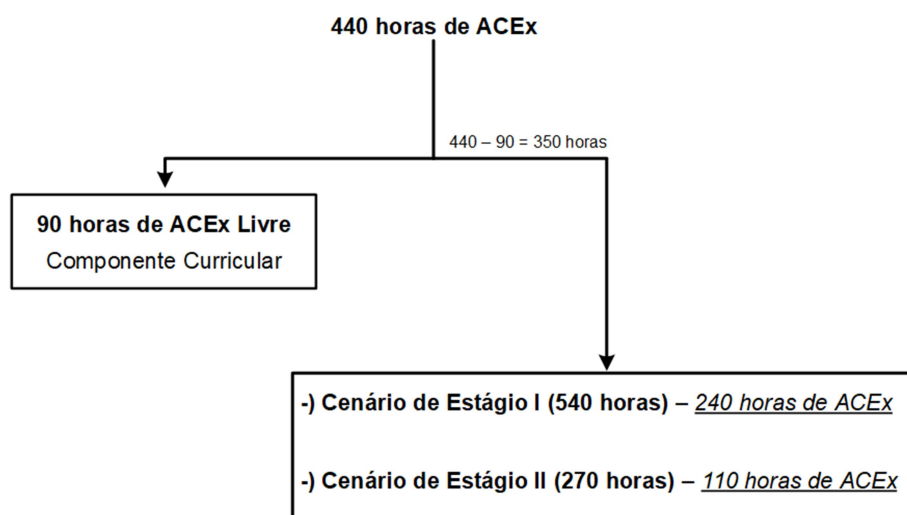 440 horas de ACEx
440 – 90 = 350 horas
90 horas de ACEx Livre
Componente Curricular
-) Cenário de Estágio I (540 horas) – 240 horas de ACEx
-) Cenário de Estágio II (270 horas) – 110 horas de ACEx